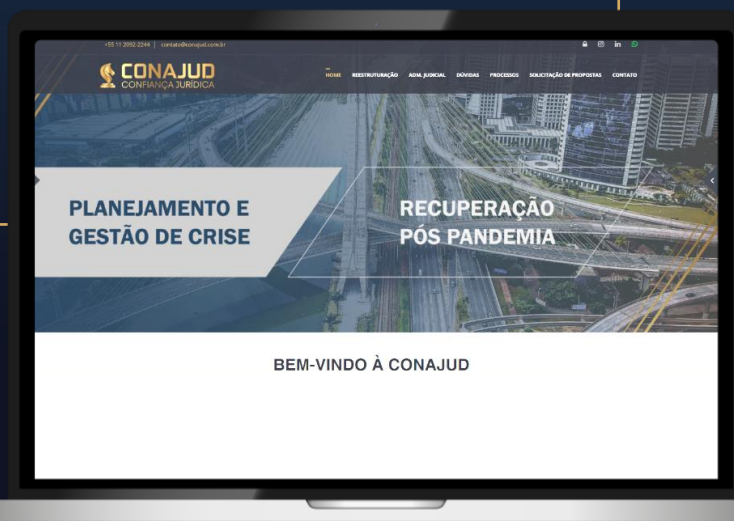 +55 11 2092-2244 | contato@conajud.com.br
CONAJUD
CONFIANÇA JURÍDICA
HOME REESTRUTURAÇÃO ADM. JUDICIAL DÚVIDAS PROCESSOS SOLICITAÇÃO DE PROPOSTAS CONTATO
PLANEJAMENTO E
GESTÃO DE CRISE
RECUPERAÇÃO
PÓS PANDEMIA
BEM-VINDO À CONAJUD